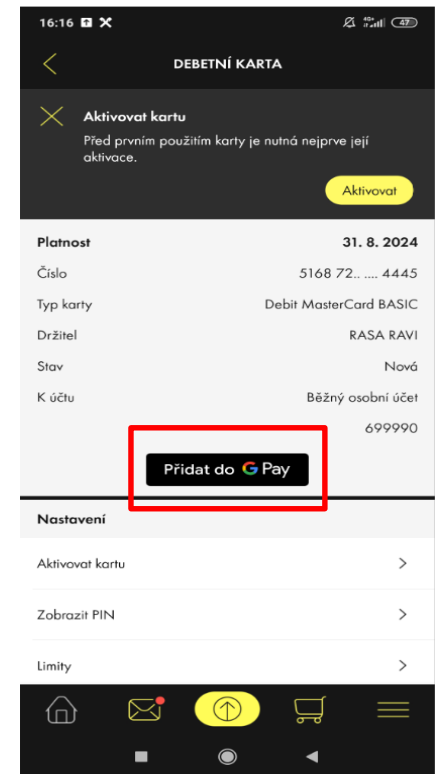 16:16
DEBETNÍ KARTA
Aktivovat kartu
Před prvním použitím karty je nutná nejprve její
aktivace.
Aktivovat
Platnost 31. 8. 2024
Číslo 5168 72.. .... 4445
Typ karty Debit MasterCard BASIC
Držitel RASA RAVI
Stav Nová
K účtu Běžný osobní účet
699990
Přidat do G Pay
Nastavení
Aktivovat kartu
Zobrazit PIN
Limity